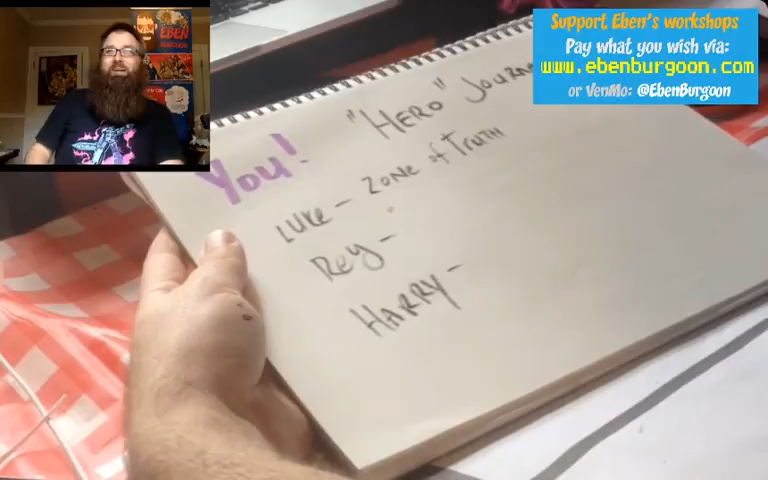 EBEN
Support Eben's workshops
Pay what you wish via:
www.ebenburgoon.com
or VenMo: @EbenBurgoon
"HERO" JOURN
You!
LUKE - ZONE of TRUTH
Rey -
HARRY -